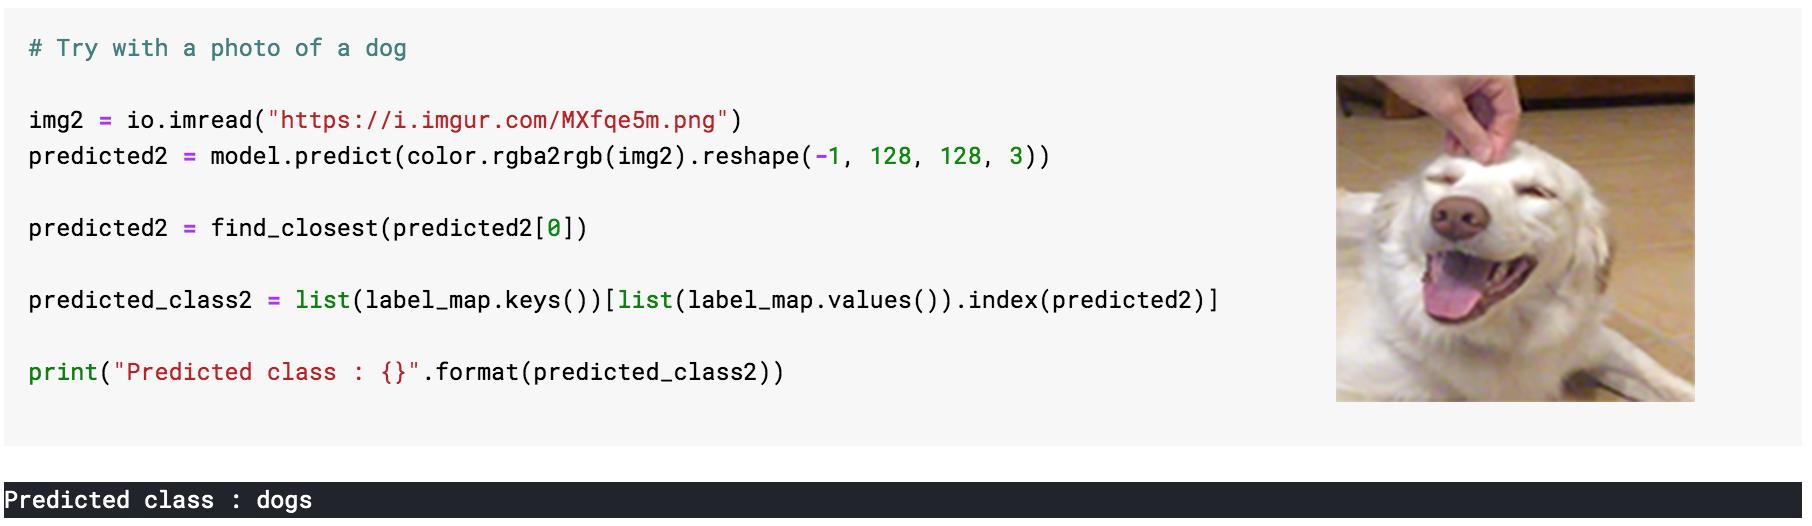 # Try with a photo of a dog
img2 = io.imread("https://i.imgur.com/MXfqe5m.png")
predicted2 = model.predict(color.rgba2rgb(img2).reshape(-1, 128, 128, 3))
predicted2 = find_closest(predicted2[0])
predicted_class2 = list(label_map.keys())[list(label_map.values()).index(predicted2)]
print("Predicted class : {}".format(predicted_class2))
Predicted class : dogs